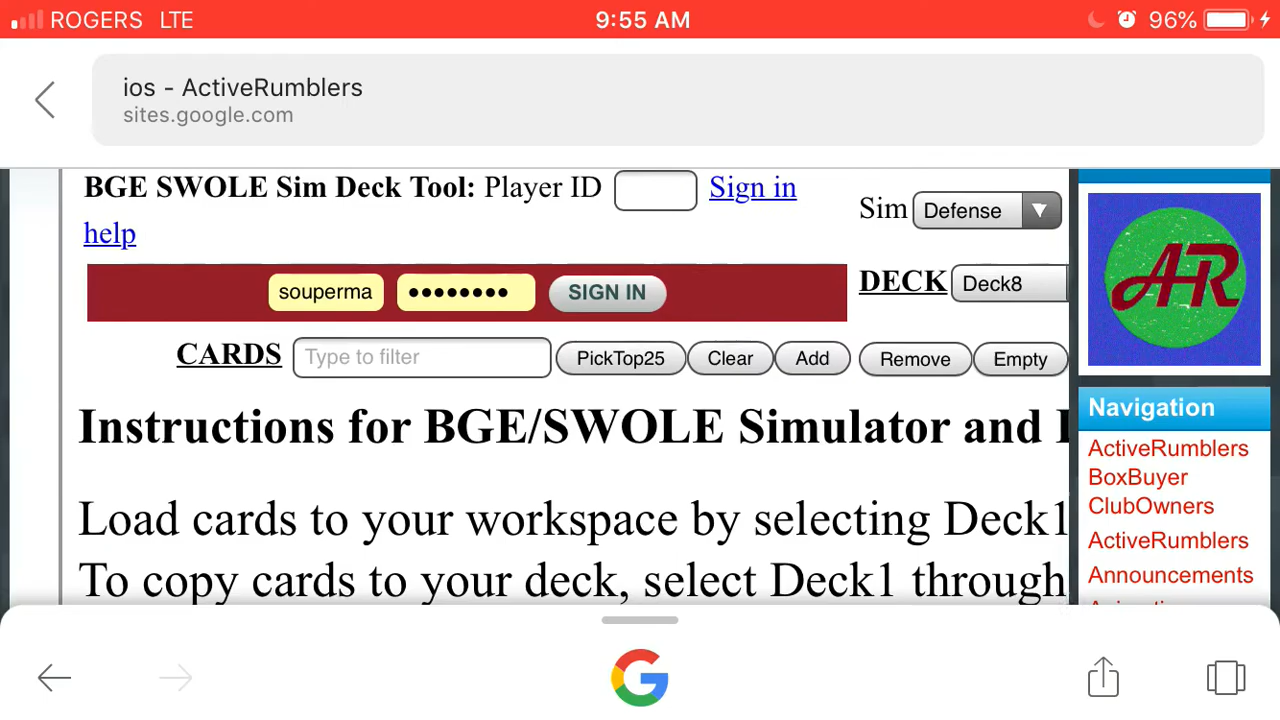 ROGERS LTE 9:55 AM 96%
ios - ActiveRumblers
sites.google.com
BGE SWOLE Sim Deck Tool: Player ID Sign in
help
Sim Defense
souperma •••••••• SIGN IN
DECK Deck8
CARDS Type to filter PickTop25 Clear Add Remove Empty
Instructions for BGE/SWOLE Simulator and
Load cards to your workspace by selecting Deck1
To copy cards to your deck, select Deck1 through
AR
Navigation
ActiveRumblers
BoxBuyer
ClubOwners
ActiveRumblers
Announcements